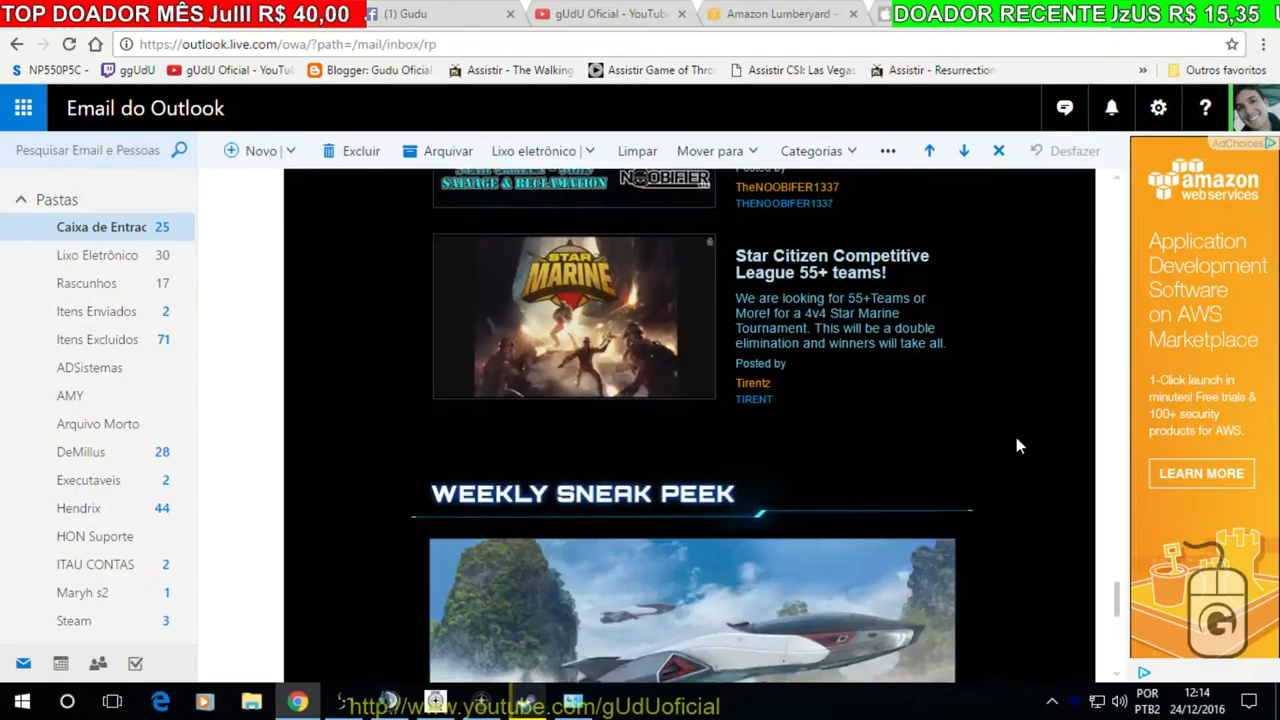 TOP DOADOR MÊS JuIII R$ 40,00
(1) Gudu
gUdU Oficial - YouTube
Amazon Lumberyard –
DOADOR RECENTE JzUS R$ 15,35
https://outlook.live.com/owa/?path=/mail/inbox/rp
NP550P5C -
ggUdU
gUdU Oficial - YouTul
Blogger: Gudu Oficial
Assistir - The Walking
Assistir Game of Thro
Assistir CSI: Las Vegas
Assistir - Resurrection
»
Outros favoritos
Email do Outlook
Pesquisar Email e Pessoas
Novo
Excluir
Arquivar
Lixo Eletrônico
Limpar
Mover para
Categorias
Desfazer
Pastas
Caixa de Entrac 25
Lixo Eletrônico 30
Rascunhos 17
Itens Enviados 2
Itens Excluídos 71
ADSistemas
AMY
Arquivo Morto
DeMillus 28
Executaveis 2
Hendrix 44
HON Suporte
ITAU CONTAS 2
Maryh s2 1
Steam 3
SALVAGE & RECLAMATION
NOOBIFIER
Posted by
TheNOOBIFER1337
THENOOBIFER1337
STAR MARINE
Star Citizen Competitive
League 55+ teams!
We are looking for 55+Teams or
More! for a 4v4 Star Marine
Tournament. This will be a double
elimination and winners will take all.
Posted by
Tirentz
TIRENT
WEEKLY SNEAK PEEK
AdChoices
amazon
web services
Application
Development
Software
on AWS
Marketplace
1-Click launch in
minutes! Free trials &
100+ security
products for AWS.
LEARN MORE
G
http://www.youtube.com/gUdUoficial
POR
PTB2
12:14
24/12/2016